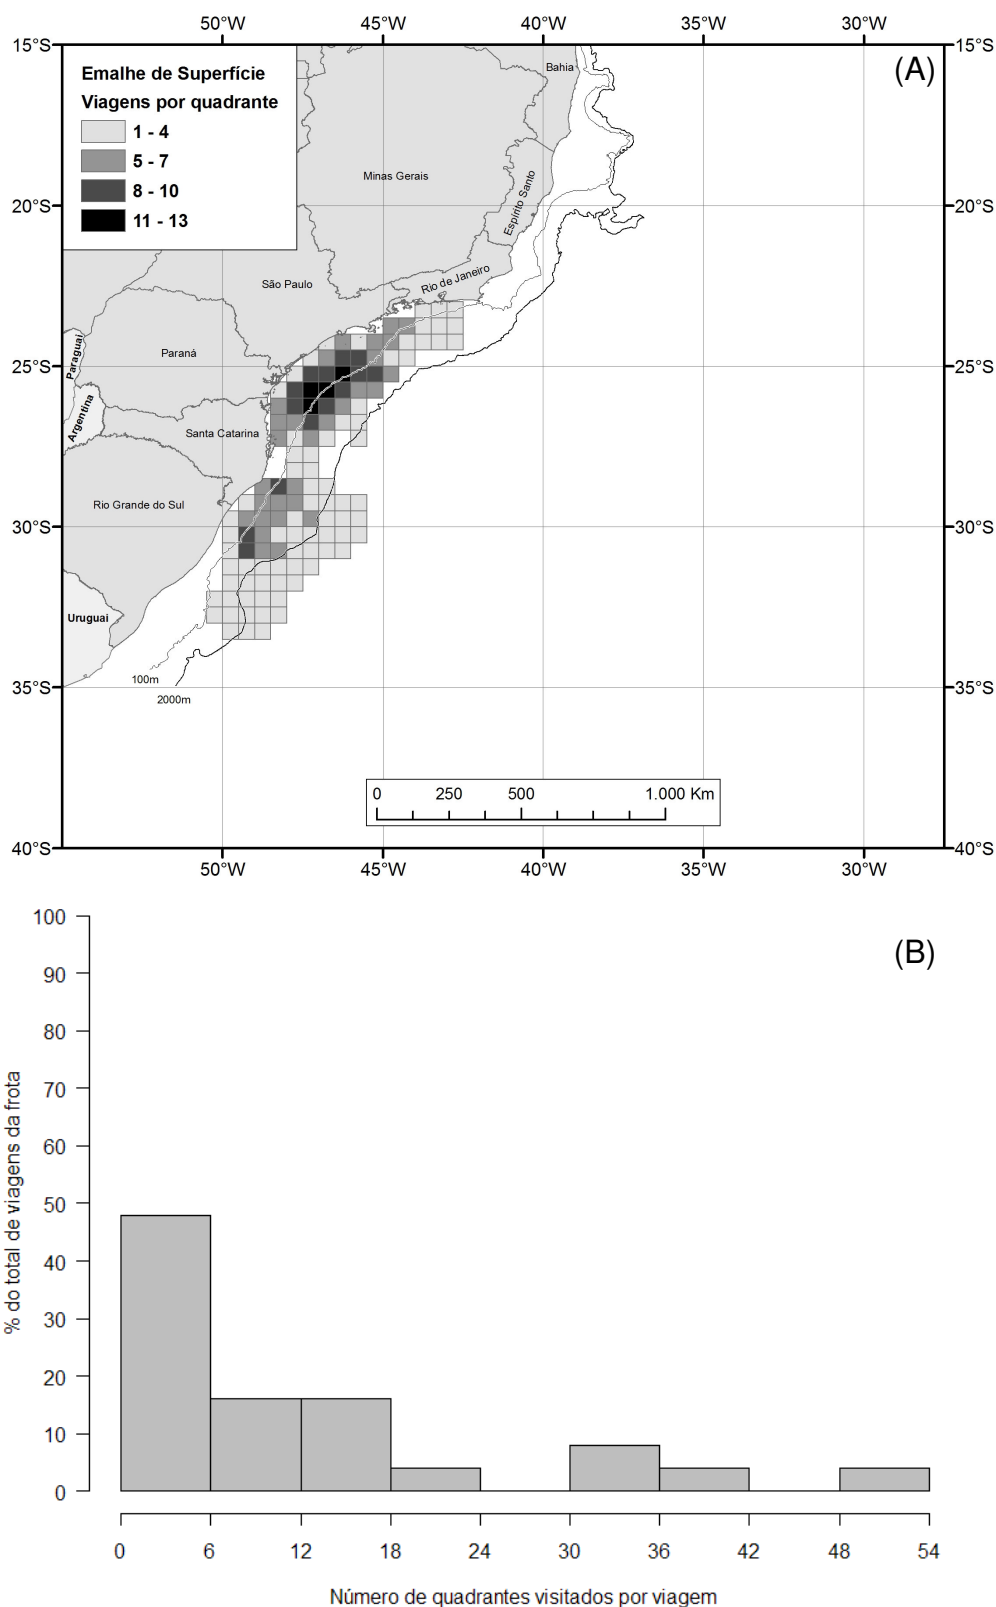 50°W 45°W 40°W 35°W 30°W
15°S 15°S
(A)
Emalhe de Superfície
Viagens por quadrante
1 - 4
5 - 7
8 - 10
11 - 13
Bahia
Minas Gerais
Espírito Santo
20°S 20°S
Rio de Janeiro
São Paulo
Paraná
Paraguai
25°S 25°S
Argentina
Santa Catarina
Rio Grande do Sul
30°S 30°S
Uruguai
100m
35°S 35°S
2000m
0 250 500 1.000 Km
40°S 40°S
50°W 45°W 40°W 35°W 30°W
(B)
% do total de viagens da frota
100
90
80
70
60
50
40
30
20
10
0
0 6 12 18 24 30 36 42 48 54
Número de quadrantes visitados por viagem